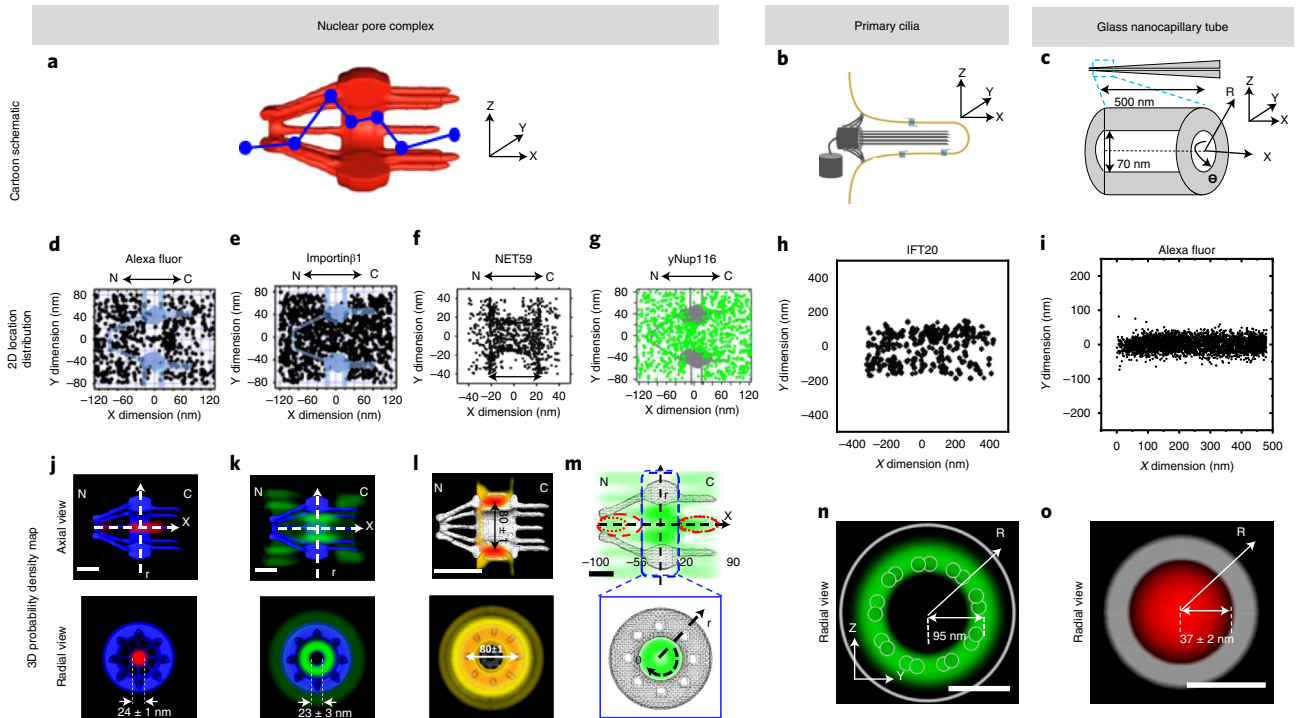 Nuclear pore complex
Primary cilia
Glass nanocapillary tube
Cartoon schematic
a
Z
Y
X
b
Z
Y
X
c
500 nm
R
Z
Y
X
70 nm
Θ
2D location
distribution
d
Alexa fluor
N C
Y dimension (nm)
80
40
0
−40
−80
−120 −60 0 60 120
X dimension (nm)
e
Importinβ1
N C
Y dimension (nm)
80
40
0
−40
−80
−120 −60 0 60 120
X dimension (nm)
f
NET59
N C
Y dimension (nm)
40
20
0
−20
−40
−40 −20 0 20 40
X dimension (nm)
g
yNup116
N C
Y dimension (nm)
80
40
0
−40
−80
−120 −60 0 60 120
X dimension (nm)
h
IFT20
Y dimension (nm)
400
200
0
−200
−400
−400 −200 0 200 400
X dimension (nm)
i
Alexa fluor
Y dimension (nm)
200
100
0
−100
−200
0 100 200 300 400 500
X dimension (nm)
3D probability density map
Axial view
Radial view
j
N C
X
r
24 ± 1 nm
k
N C
X
r
23 ± 3 nm
l
N C
80 ±
80±1
m
N C
r
X
−100 −55 20 90
r
θ
n
Radial view
R
95 nm
Z
Y
o
Radial view
R
37 ± 2 nm